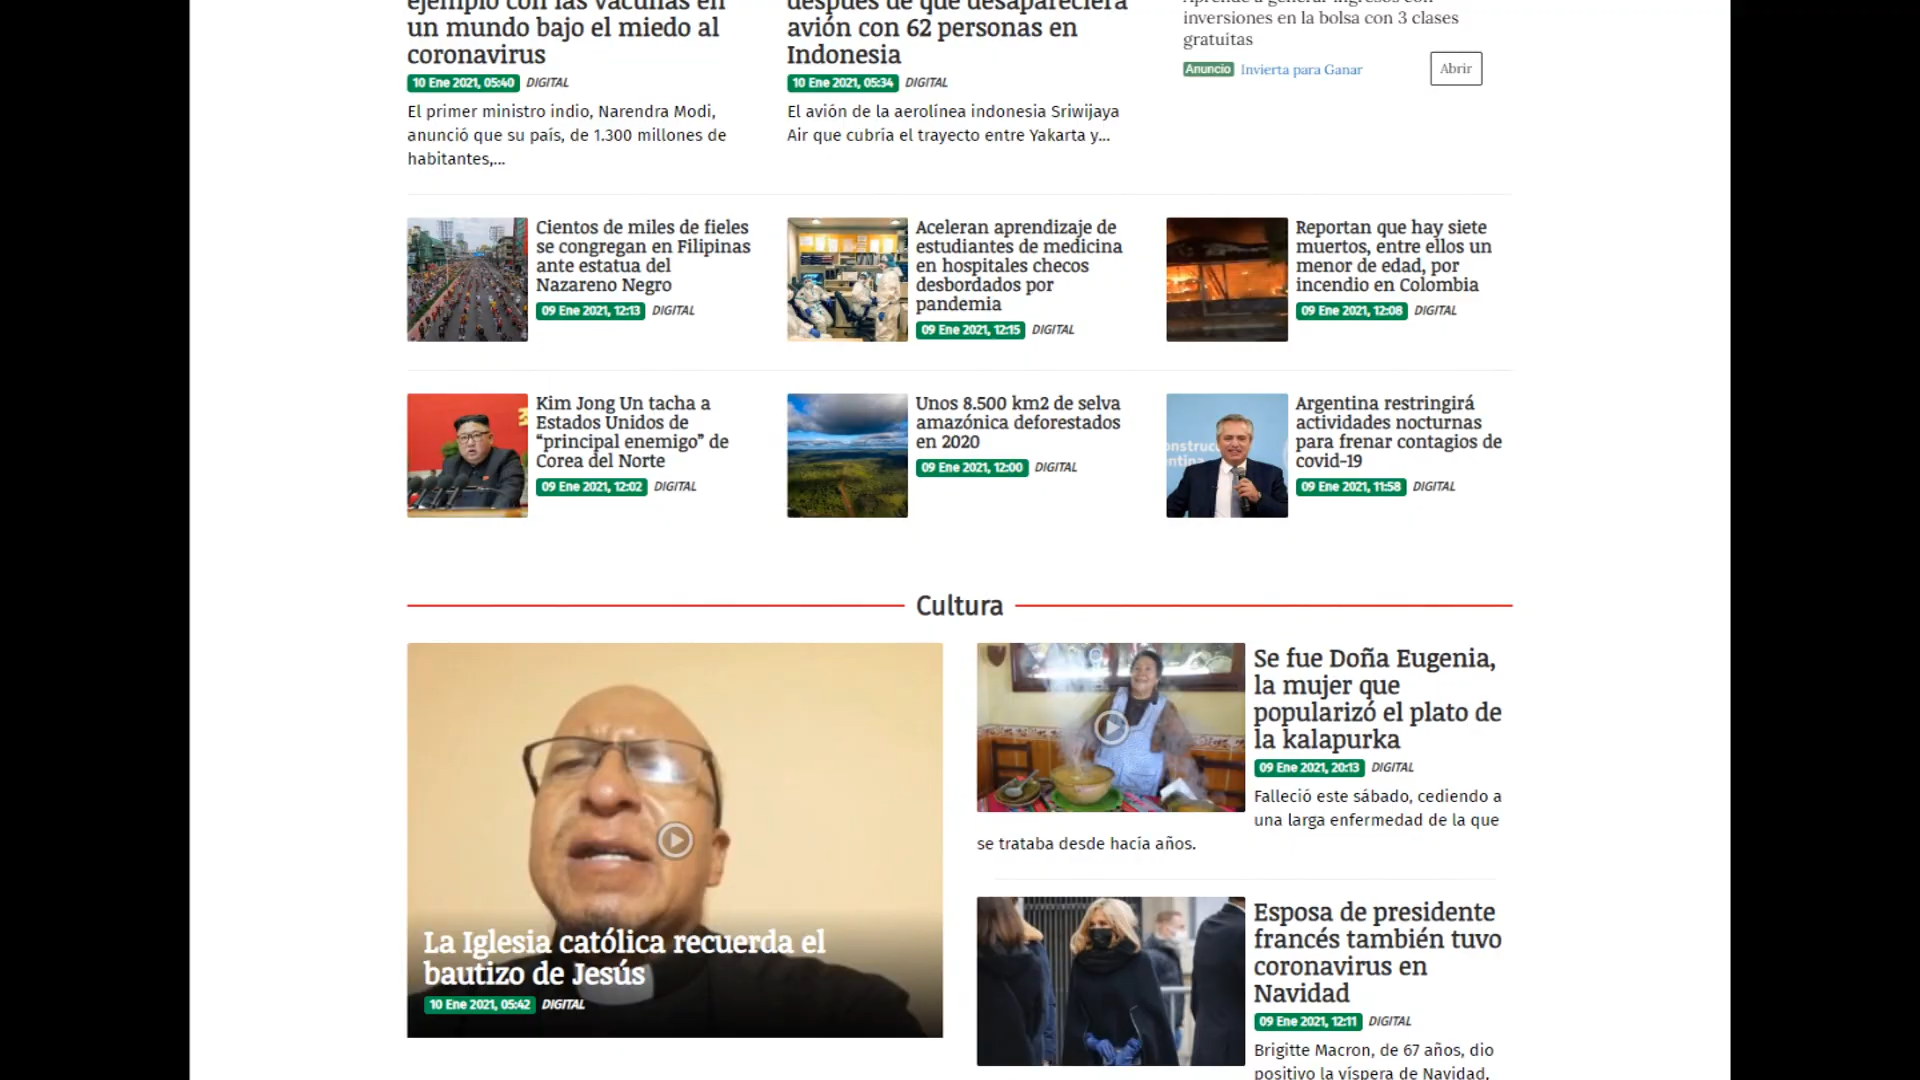 ejemplo con las vacunas en
un mundo bajo el miedo al
coronavirus
10 Ene 2021, 05:40 DIGITAL
El primer ministro indio, Narendra Modi,
anunció que su país, de 1.300 millones de
habitantes,...
después de que desapareciera
avión con 62 personas en
Indonesia
10 Ene 2021, 05:34 DIGITAL
El avión de la aerolínea indonesia Sriwijaya
Air que cubría el trayecto entre Yakarta y...
Aprende a generar ingresos con
inversiones en la bolsa con 3 clases
gratuitas
Anuncio Invierta para Ganar
Abrir
Cientos de miles de fieles
se congregan en Filipinas
ante estatua del
Nazareno Negro
09 Ene 2021, 12:13 DIGITAL
Aceleran aprendizaje de
estudiantes de medicina
en hospitales checos
desbordados por
pandemia
09 Ene 2021, 12:15 DIGITAL
Reportan que hay siete
muertos, entre ellos un
menor de edad, por
incendio en Colombia
09 Ene 2021, 12:08 DIGITAL
Kim Jong Un tacha a
Estados Unidos de
“principal enemigo” de
Corea del Norte
09 Ene 2021, 12:02 DIGITAL
Unos 8.500 km2 de selva
amazónica deforestados
en 2020
09 Ene 2021, 12:00 DIGITAL
Argentina restringirá
actividades nocturnas
para frenar contagios de
covid-19
09 Ene 2021, 11:58 DIGITAL
Cultura
La Iglesia católica recuerda el
bautizo de Jesús
10 Ene 2021, 05:42 DIGITAL
Se fue Doña Eugenia,
la mujer que
popularizó el plato de
la kalapurka
09 Ene 2021, 20:13 DIGITAL
Falleció este sábado, cediendo a
una larga enfermedad de la que
se trataba desde hacía años.
Esposa de presidente
francés también tuvo
coronavirus en
Navidad
09 Ene 2021, 12:11 DIGITAL
Brigitte Macron, de 67 años, dio
positivo la víspera de Navidad,